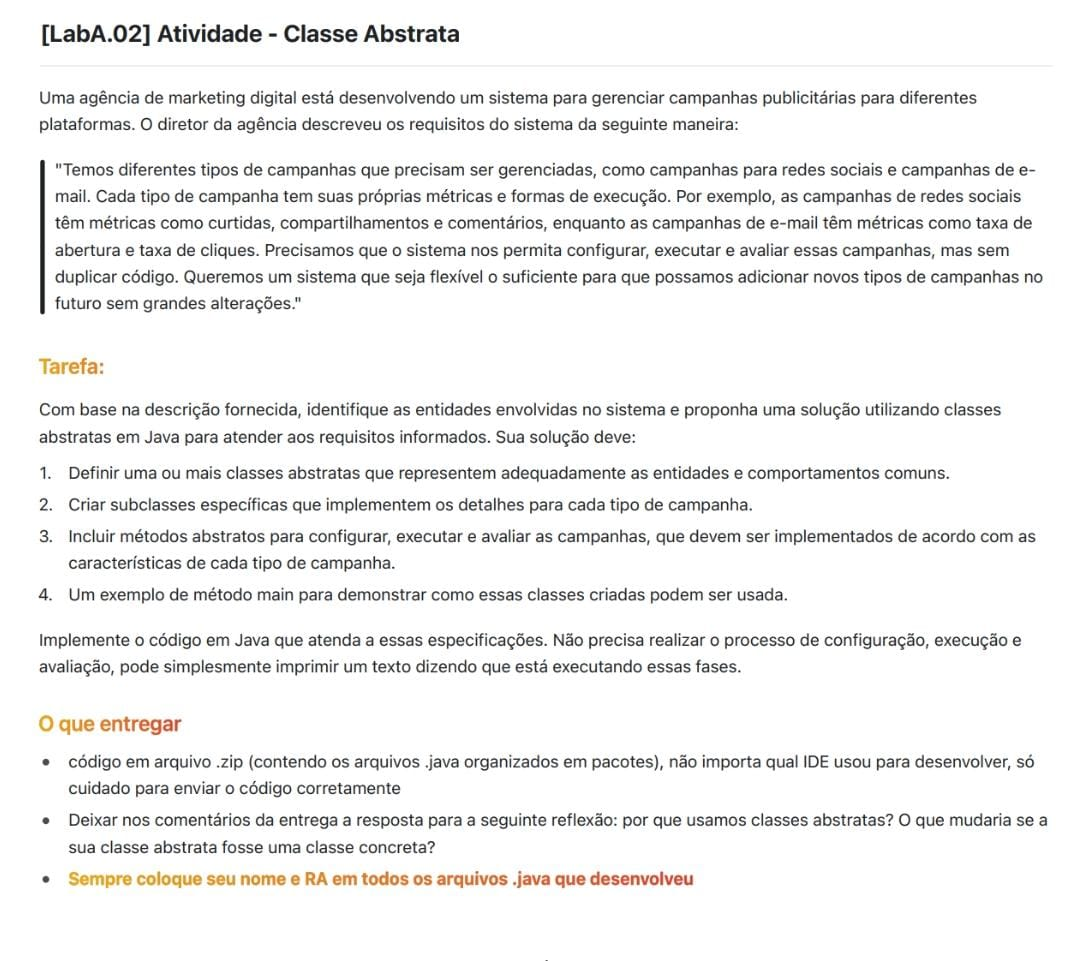 [LabA.02] Atividade - Classe Abstrata
Uma agência de marketing digital está desenvolvendo um sistema para gerenciar campanhas publicitárias para diferentes
plataformas. O diretor da agência descreveu os requisitos do sistema da seguinte maneira:
"Temos diferentes tipos de campanhas que precisam ser gerenciadas, como campanhas para redes sociais e campanhas de e-
mail. Cada tipo de campanha tem suas próprias métricas e formas de execução. Por exemplo, as campanhas de redes sociais
têm métricas como curtidas, compartilhamentos e comentários, enquanto as campanhas de e-mail têm métricas como taxa de
abertura e taxa de cliques. Precisamos que o sistema nos permita configurar, executar e avaliar essas campanhas, mas sem
duplicar código. Queremos um sistema que seja flexível o suficiente para que possamos adicionar novos tipos de campanhas no
futuro sem grandes alterações."
Tarefa:
Com base na descrição fornecida, identifique as entidades envolvidas no sistema e proponha uma solução utilizando classes
abstratas em Java para atender aos requisitos informados. Sua solução deve:
1. Definir uma ou mais classes abstratas que representem adequadamente as entidades e comportamentos comuns.
2. Criar subclasses específicas que implementem os detalhes para cada tipo de campanha.
3. Incluir métodos abstratos para configurar, executar e avaliar as campanhas, que devem ser implementados de acordo com as
características de cada tipo de campanha.
4. Um exemplo de método main para demonstrar como essas classes criadas podem ser usada.
Implemente o código em Java que atenda a essas especificações. Não precisa realizar o processo de configuração, execução e
avaliação, pode simplesmente imprimir um texto dizendo que está executando essas fases.
O que entregar
• código em arquivo .zip (contendo os arquivos .java organizados em pacotes), não importa qual IDE usou para desenvolver, só
cuidado para enviar o código corretamente
• Deixar nos comentários da entrega a resposta para a seguinte reflexão: por que usamos classes abstratas? O que mudaria se a
sua classe abstrata fosse uma classe concreta?
• Sempre coloque seu nome e RA em todos os arquivos .java que desenvolveu